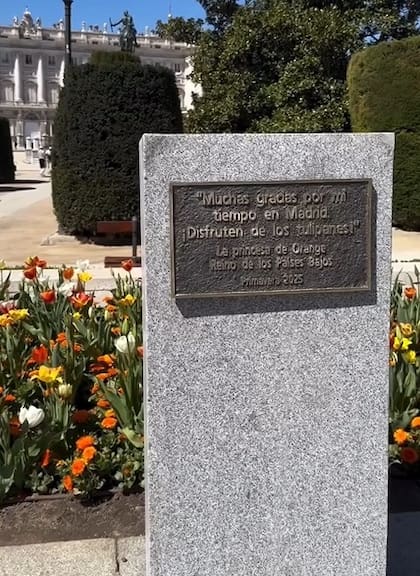 "Muchas gracias por mi
tiempo en Madrid.
¡Disfruten de los tulipanes!"
La princesa de Orange
Reino de los Países Bajos
Primavera 2025